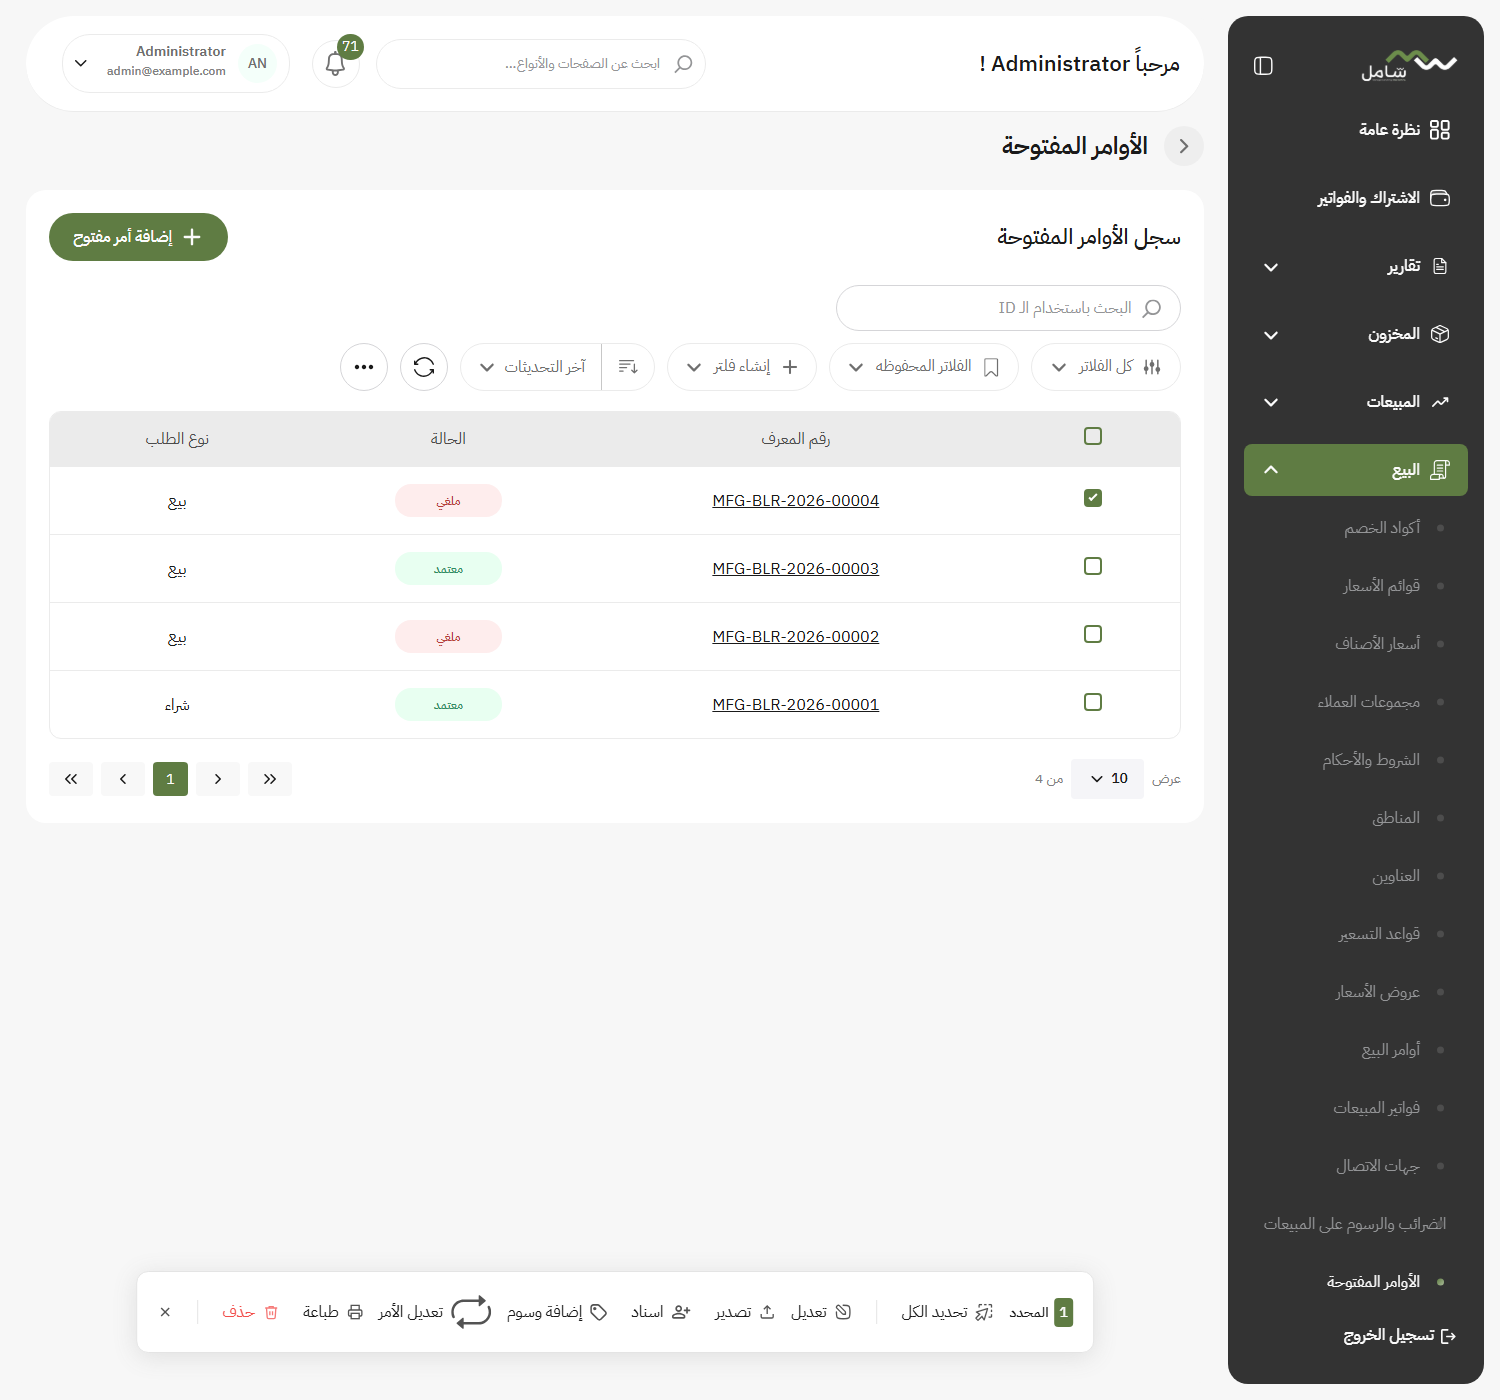 شامل
نظرة عامة
الاشتراك والفواتير
تقارير
المخزون
المبيعات
البيع
أكواد الخصم
قوائم الأسعار
أسعار الأصناف
مجموعات العملاء
الشروط والأحكام
المناطق
العناوين
قواعد التسعير
عروض الأسعار
أوامر البيع
فواتير المبيعات
جهات الاتصال
الضرائب والرسوم على المبيعات
الأوامر المفتوحة
تسجيل الخروج
مرحباً Administrator !
ابحث عن الصفحات والأنواع...
71
AN
Administrator
admin@example.com
الأوامر المفتوحة
سجل الأوامر المفتوحة
إضافة أمر مفتوح
البحث باستخدام الـ ID
كل الفلاتر
الفلاتر المحفوظه
إنشاء فلتر
آخر التحديثات
رقم المعرف الحالة نوع الطلب
MFG-BLR-2026-00004 ملغي بيع
MFG-BLR-2026-00003 معتمد بيع
MFG-BLR-2026-00002 ملغي بيع
MFG-BLR-2026-00001 معتمد شراء
عرض 10 من 4
1
1 المحدد
تحديد الكل
تعديل
تصدير
اسناد
إضافة وسوم
تعديل الأمر
طباعة
حذف